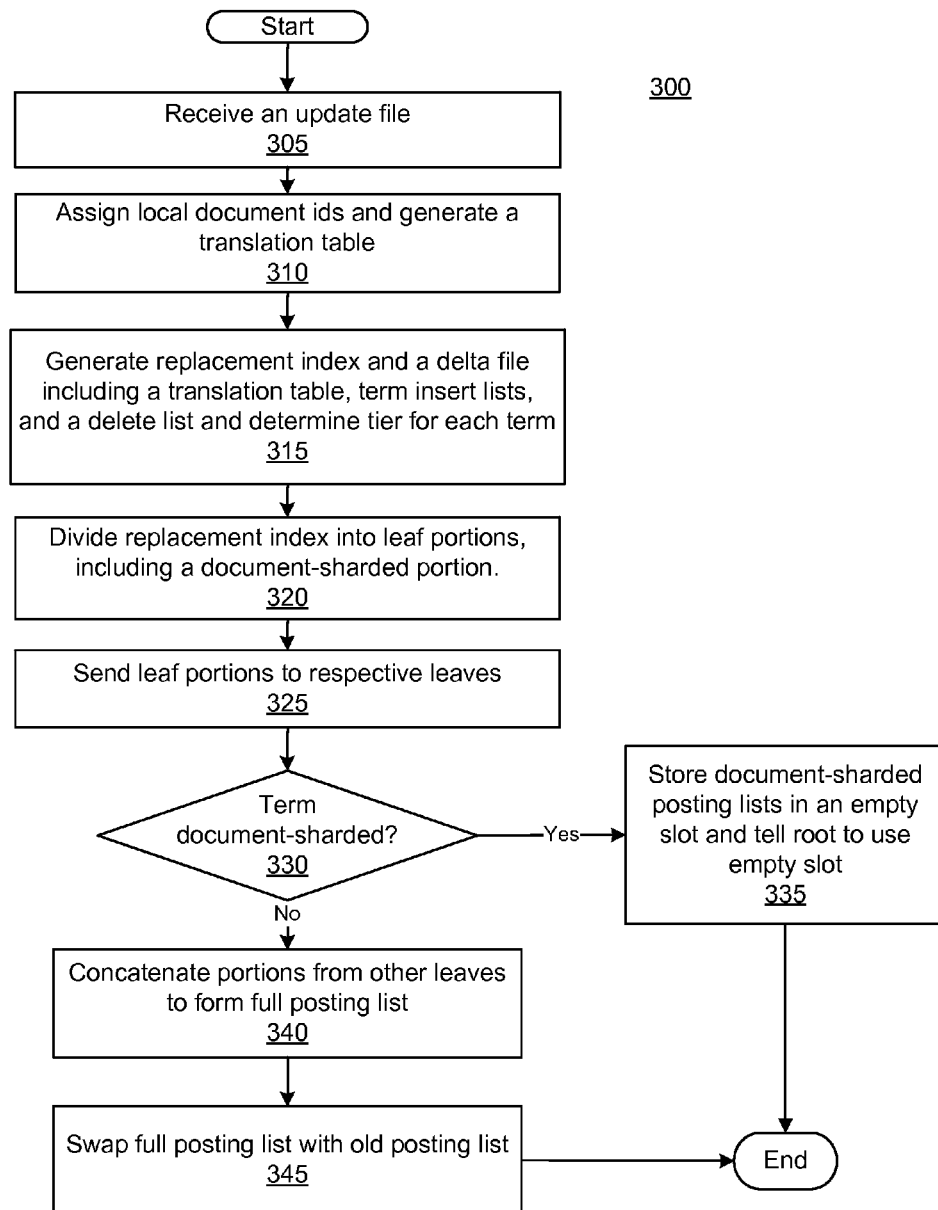 Start
300
Receive an update file
305
Assign local document ids and generate a
translation table
310
Generate replacement index and a delta file
including a translation table, term insert lists,
and a delete list and determine tier for each term
315
Divide replacement index into leaf portions,
including a document-sharded portion.
320
Send leaf portions to respective leaves
325
Term
document-sharded?
330
Yes
Store document-sharded
posting lists in an empty
slot and tell root to use
empty slot
335
No
Concatenate portions from other leaves
to form full posting list
340
Swap full posting list with old posting list
345
End